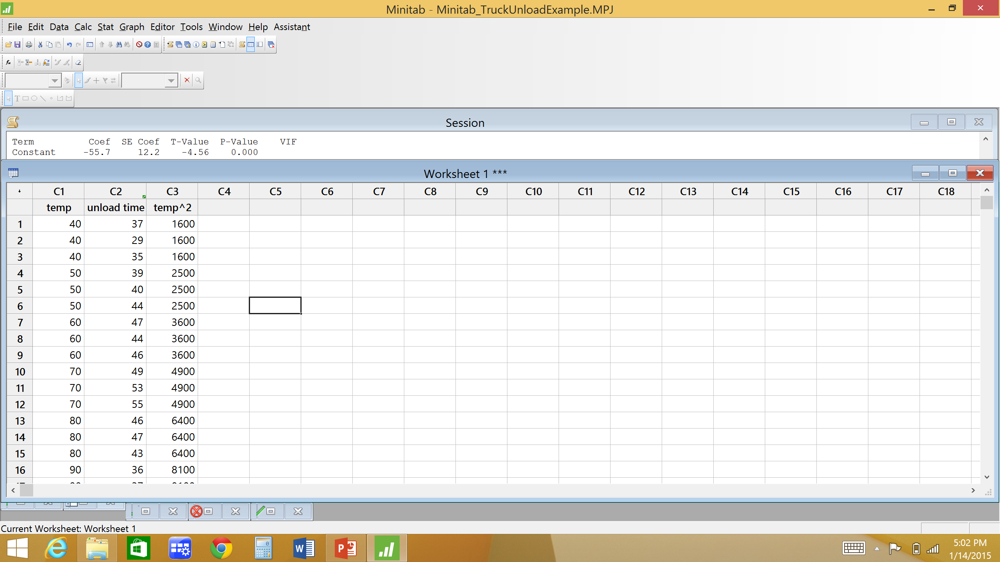 Minitab - Minitab_TruckUnloadExample.MPJ
File Edit Data Calc Stat Graph Editor Tools Window Help Assistant
Session
Term Coef SE Coef T-Value P-Value VIF
Constant -55.7 12.2 -4.56 0.000
Worksheet 1 ***
C1 C2 C3 C4 C5 C6 C7 C8 C9 C10 C11 C12 C13 C14 C15 C16 C17 C18
temp unload time temp^2
1 40 37 1600
2 40 29 1600
3 40 35 1600
4 50 39 2500
5 50 40 2500
6 50 44 2500
7 60 47 3600
8 60 44 3600
9 60 46 3600
10 70 49 4900
11 70 53 4900
12 70 55 4900
13 80 46 6400
14 80 47 6400
15 80 43 6400
16 90 36 8100
Current Worksheet: Worksheet 1
5:02 PM
1/14/2015